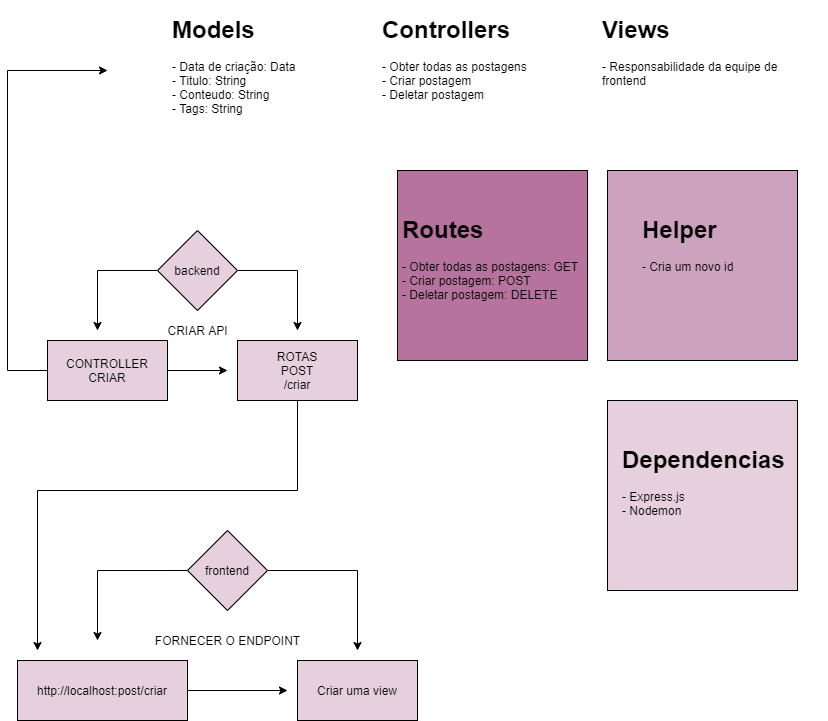 Models
- Data de criação: Data
- Titulo: String
- Conteudo: String
- Tags: String
Controllers
- Obter todas as postagens
- Criar postagem
- Deletar postagem
Views
- Responsabilidade da equipe de
frontend
Routes
- Obter todas as postagens: GET
- Criar postagem: POST
- Deletar postagem: DELETE
Helper
- Cria um novo id
backend
CRIAR API
CONTROLLER
CRIAR
ROTAS
POST
/criar
Dependencias
- Express.js
- Nodemon
frontend
FORNECER O ENDPOINT
http://localhost:post/criar
Criar uma view